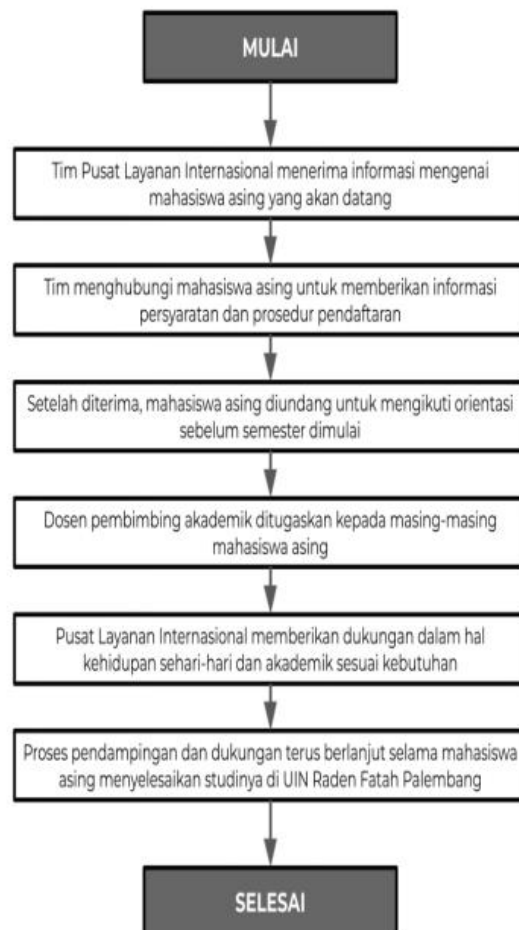 MULAI
Tim Pusat Layanan Internasional menerima informasi mengenai
mahasiswa asing yang akan datang
Tim menghubungi mahasiswa asing untuk memberikan informasi
persyaratan dan prosedur pendaftaran
Setelah diterima, mahasiswa asing diundang untuk mengikuti orientasi
sebelum semester dimulai
Dosen pembimbing akademik ditugaskan kepada masing-masing
mahasiswa asing
Pusat Layanan Internasional memberikan dukungan dalam hal
kehidupan sehari-hari dan akademik sesuai kebutuhan
Proses pendampingan dan dukungan terus berlanjut selama mahasiswa
asing menyelesaikan studinya di UIN Raden Fatah Palembang
SELESAI